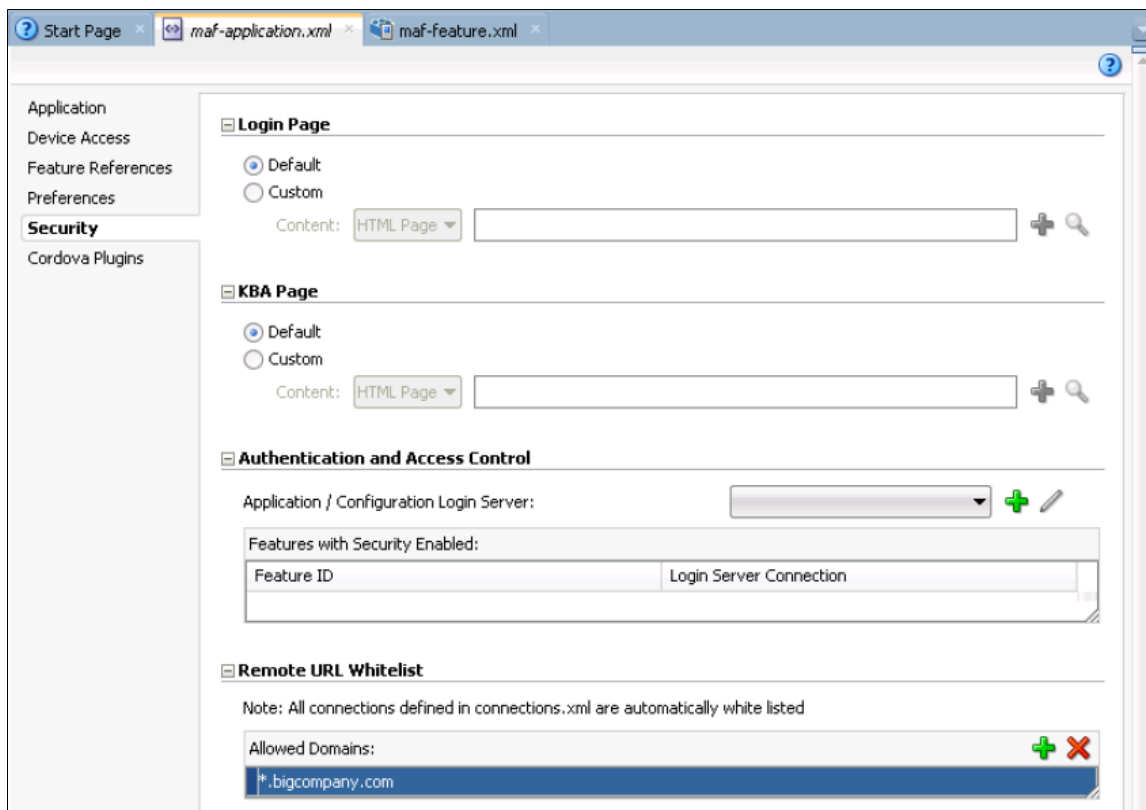 Start Page maf-application.xml maf-feature.xml
Application
Device Access
Feature References
Preferences
Security
Cordova Plugins
Login Page
Default
Custom
Content: HTML Page
KBA Page
Default
Custom
Content: HTML Page
Authentication and Access Control
Application / Configuration Login Server:
Features with Security Enabled:
Feature ID Login Server Connection
Remote URL Whitelist
Note: All connections defined in connections.xml are automatically white listed
Allowed Domains:
*.bigcompany.com